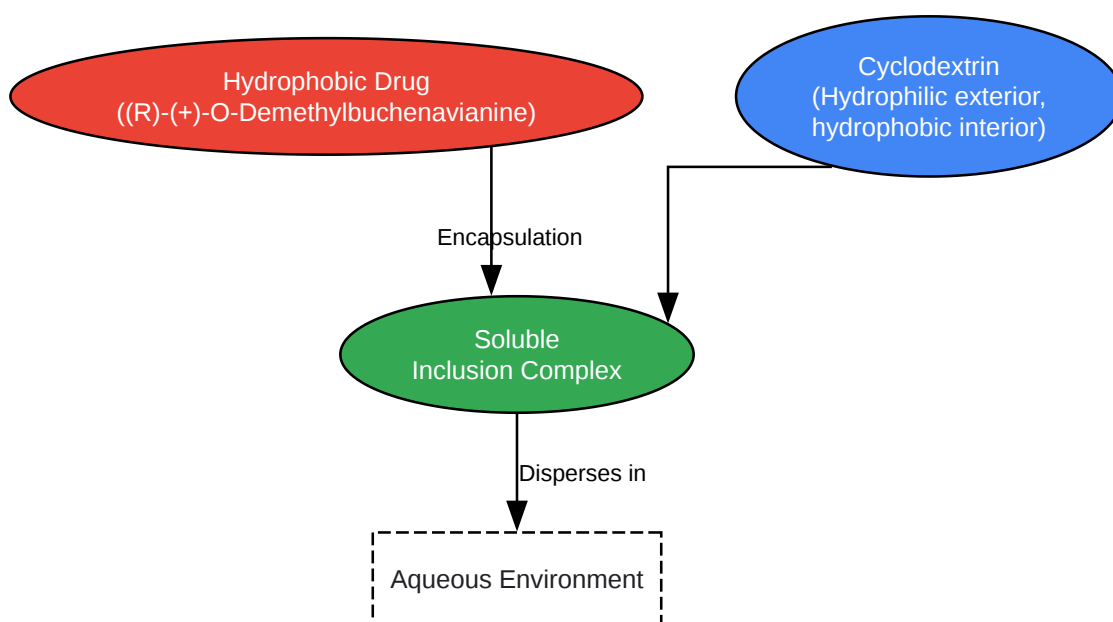 Hydrophobic Drug
((R)-(+)-O-Demethylbuchenavianine)
Cyclodextrin
(Hydrophilic exterior,
hydrophobic interior)
Encapsulation
Soluble
Inclusion Complex
Disperses in
Aqueous Environment